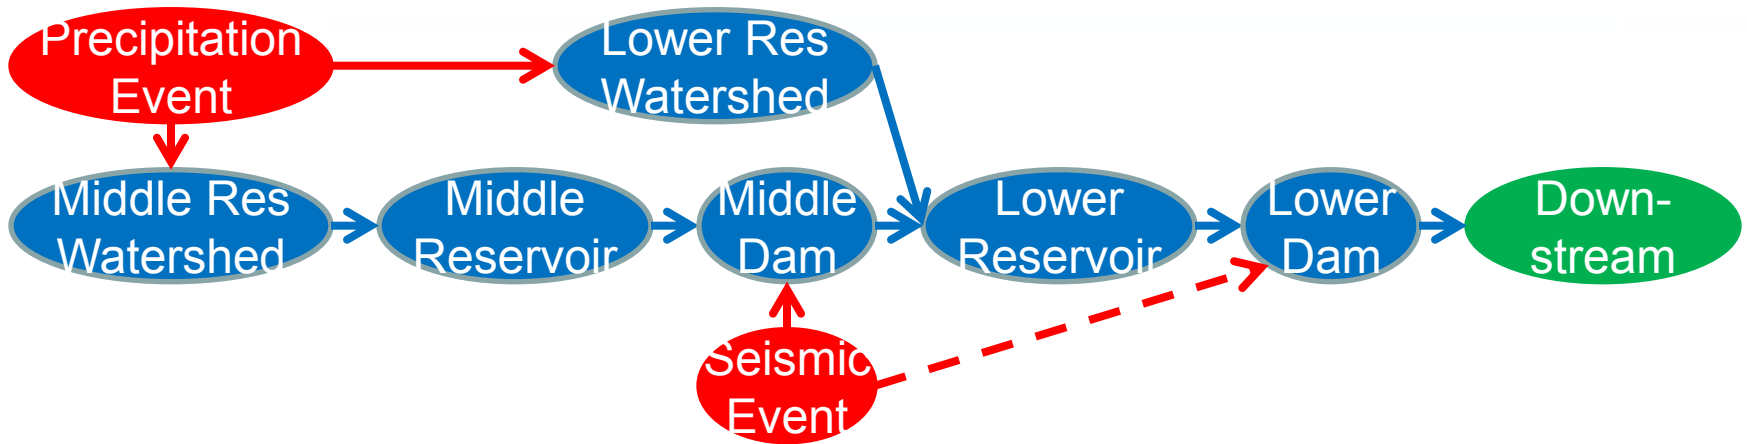 Precipitation
Event
Lower Res
Watershed
Middle Res
Watershed
Middle
Reservoir
Middle
Dam
Lower
Reservoir
Lower
Dam
Down-
stream
Seismic
Event